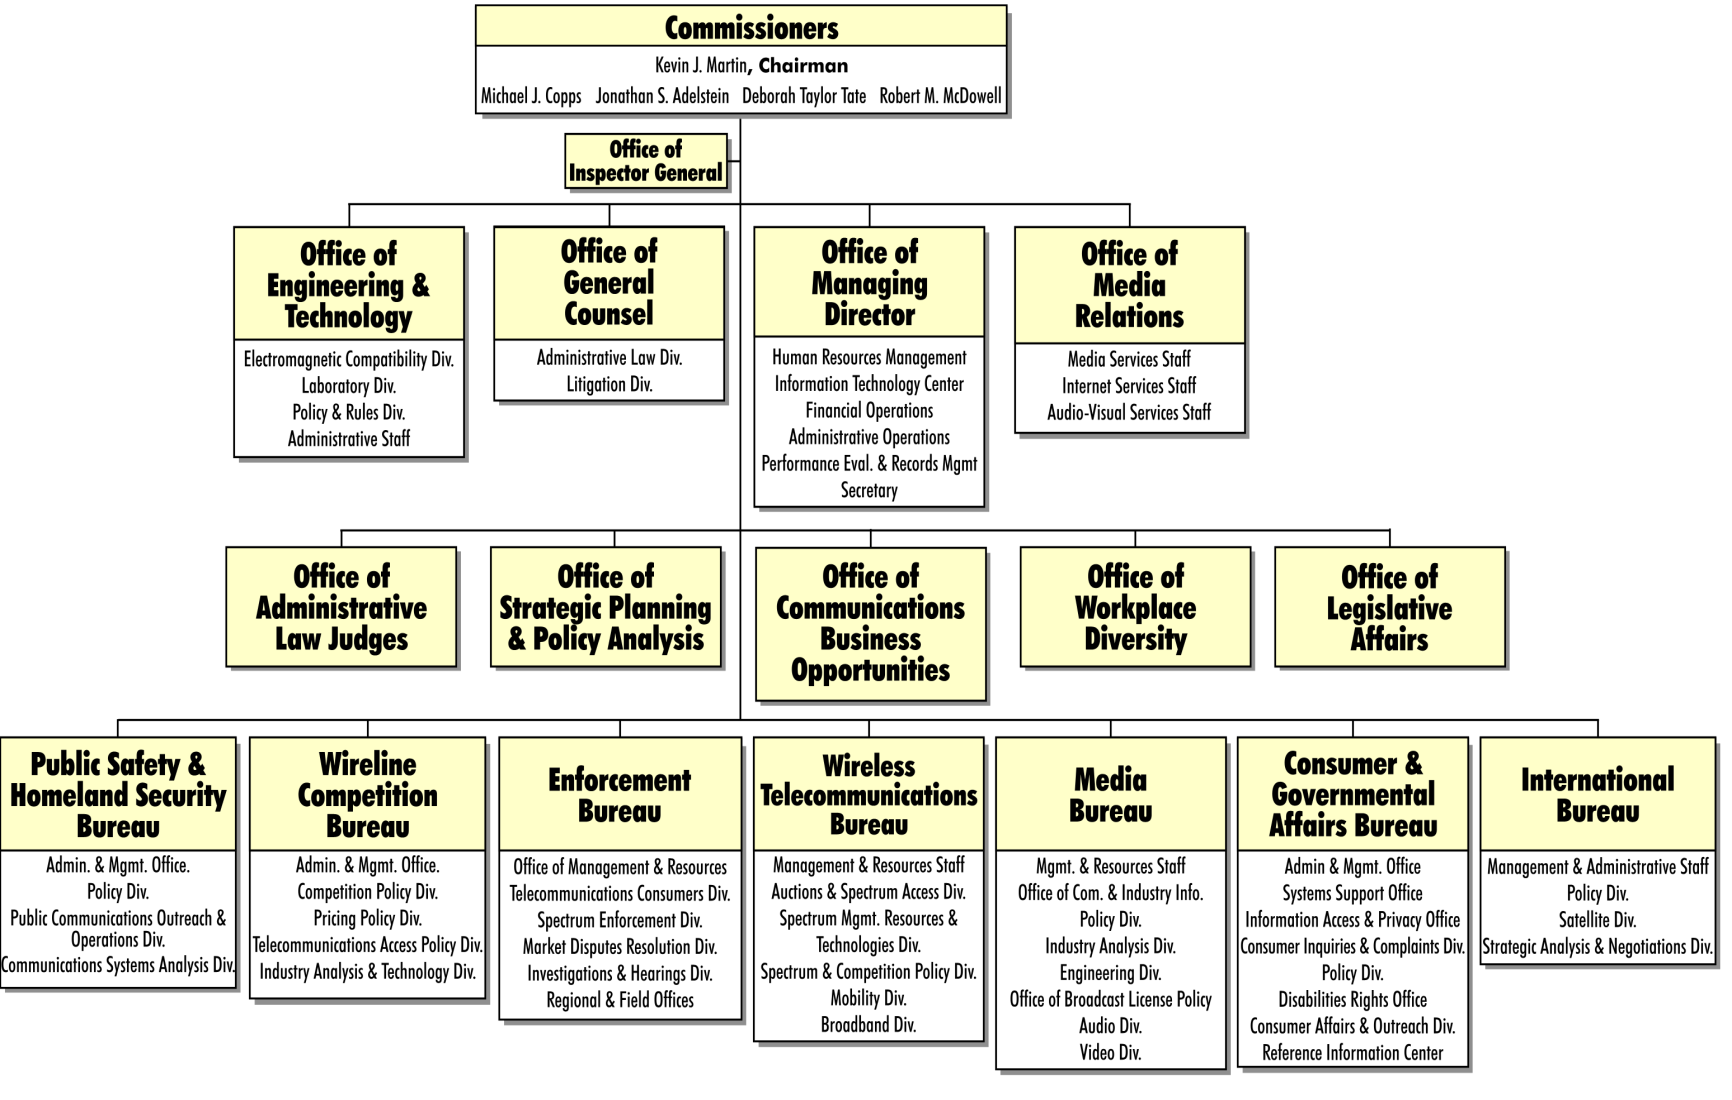 Commissioners
Kevin J. Martin, Chairman
Michael J. Copps Jonathan S. Adelstein Deborah Taylor Tate Robert M. McDowell
Office of
Inspector General
Office of
Engineering &
Technology
Electromagnetic Compatibility Div.
Laboratory Div.
Policy & Rules Div.
Administrative Staff
Office of
General
Counsel
Administrative Law Div.
Litigation Div.
Office of
Managing
Director
Human Resources Management
Information Technology Center
Financial Operations
Administrative Operations
Performance Eval. & Records Mgmt
Secretary
Office of
Media
Relations
Media Services Staff
Internet Services Staff
Audio-Visual Services Staff
Office of
Administrative
Law Judges
Office of
Strategic Planning
& Policy Analysis
Office of
Communications
Business
Opportunities
Office of
Workplace
Diversity
Office of
Legislative
Affairs
Public Safety &
Homeland Security
Bureau
Admin. & Mgmt. Office.
Policy Div.
Public Communications Outreach &
Operations Div.
Communications Systems Analysis Div.
Wireline
Competition
Bureau
Admin. & Mgmt. Office.
Competition Policy Div.
Pricing Policy Div.
Telecommunications Access Policy Div.
Industry Analysis & Technology Div.
Enforcement
Bureau
Office of Management & Resources
Telecommunications Consumers Div.
Spectrum Enforcement Div.
Market Disputes Resolution Div.
Investigations & Hearings Div.
Regional & Field Offices
Wireless
Telecommunications
Bureau
Management & Resources Staff
Auctions & Spectrum Access Div.
Spectrum Mgmt. Resources &
Technologies Div.
Spectrum & Competition Policy Div.
Mobility Div.
Broadband Div.
Media
Bureau
Mgmt. & Resources Staff
Office of Com. & Industry Info.
Policy Div.
Industry Analysis Div.
Engineering Div.
Office of Broadcast License Policy
Audio Div.
Video Div.
Consumer &
Governmental
Affairs Bureau
Admin & Mgmt. Office
Systems Support Office
Information Access & Privacy Office
Consumer Inquiries & Complaints Div.
Policy Div.
Disabilities Rights Office
Consumer Affairs & Outreach Div.
Reference Information Center
International
Bureau
Management & Administrative Staff
Policy Div.
Satellite Div.
Strategic Analysis & Negotiations Div.